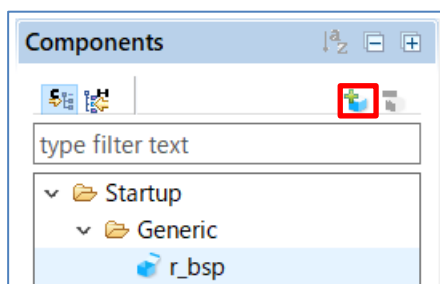 Components
type filter text
Startup
Generic
r_bsp